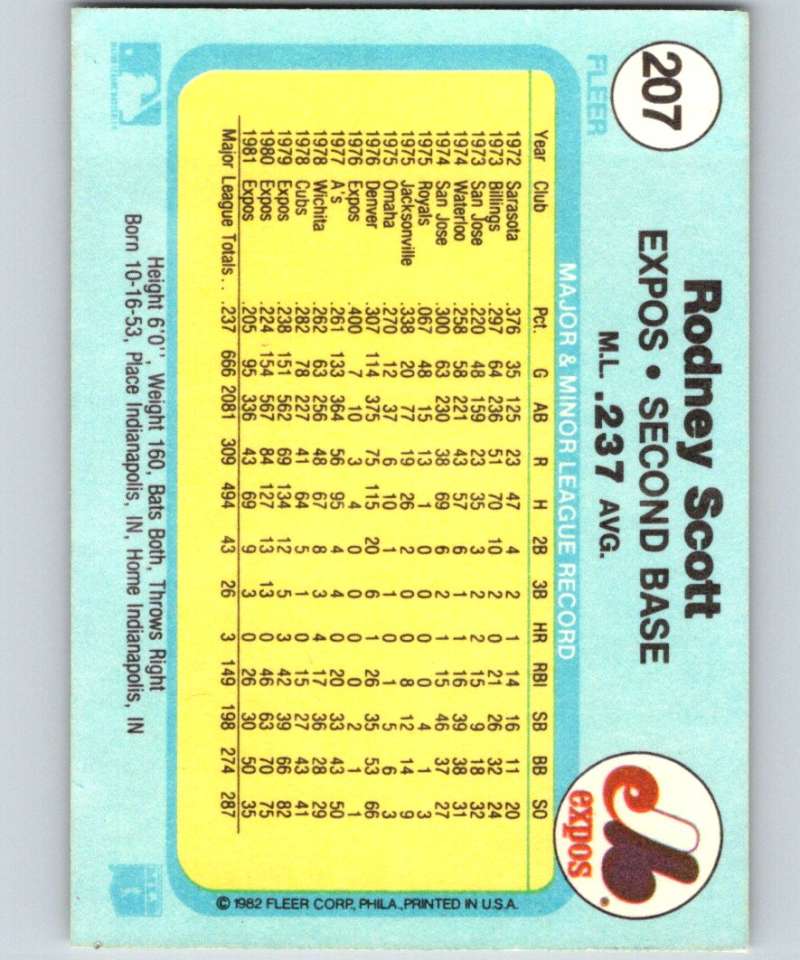 207
FLEER
Rodney Scott
EXPOS • SECOND BASE
M.L. .237 AVG.
expos
MAJOR & MINOR LEAGUE RECORD
Year Club Pct. G AB R H 2B 3B HR RBI SB BB SO
1972 Sarasota .376 35 125 23 47 4 2 1 14 16 11 20
1973 Billings .297 64 236 51 70 10 2 0 21 26 32 24
1973 San Jose .220 48 159 23 35 3 2 2 15 9 18 32
1974 Waterloo .258 58 221 43 57 6 1 1 16 39 38 31
1974 San Jose .300 63 230 38 69 6 2 1 15 46 37 27
1975 Royals .067 48 15 13 1 0 0 0 0 4 1 3
1975 Jacksonville .338 20 77 19 26 2 0 0 8 12 14 9
1975 Omaha .270 12 37 6 10 1 1 0 1 5 6 3
1976 Denver .307 114 375 75 115 20 6 1 26 35 53 66
1976 Expos .400 7 10 3 4 0 0 0 0 2 1 1
1977 A's .261 133 364 56 95 4 4 0 20 33 43 50
1978 Wichita .262 63 256 48 67 8 3 4 17 36 28 29
1978 Cubs .282 78 227 41 64 5 1 0 15 27 43 41
1979 Expos .238 151 562 69 134 12 5 3 42 39 66 82
1980 Expos .224 154 567 84 127 13 13 0 46 63 70 75
1981 Expos .205 95 336 43 69 9 3 0 26 30 50 35
Major League Totals . . .237 666 2081 309 494 43 26 3 149 198 274 287
© 1982 FLEER CORP., PHILA., PRINTED IN U.S.A.
Height 6'0'', Weight 160, Bats Both, Throws Right
Born 10-16-53, Place Indianapolis, IN, Home Indianapolis, IN